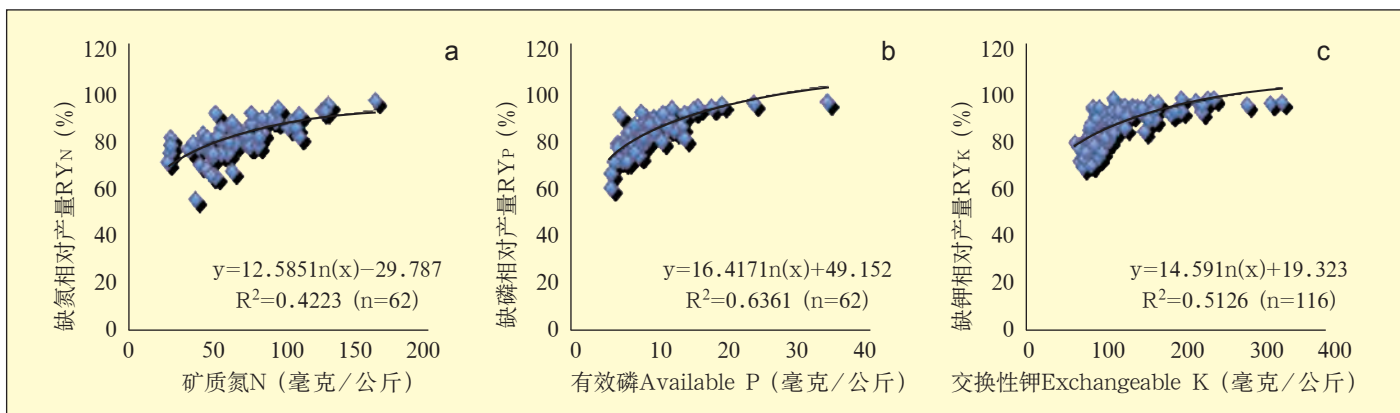 a
120
100
80
60
40
20
0
0 50 100 150 200
缺氮相对产量RYN (%)
y=12.5851n(x)−29.787
R²=0.4223 (n=62)
矿质氮N (毫克/公斤)
b
120
100
80
60
40
20
0
0 10 20 30 40
缺磷相对产量RYP (%)
y=16.4171n(x)+49.152
R²=0.6361 (n=62)
有效磷Available P (毫克/公斤)
c
120
100
80
60
40
20
0
100 200 300 400
缺钾相对产量RYK (%)
y=14.591n(x)+19.323
R²=0.5126 (n=116)
交换性钾Exchangeable K (毫克/公斤)